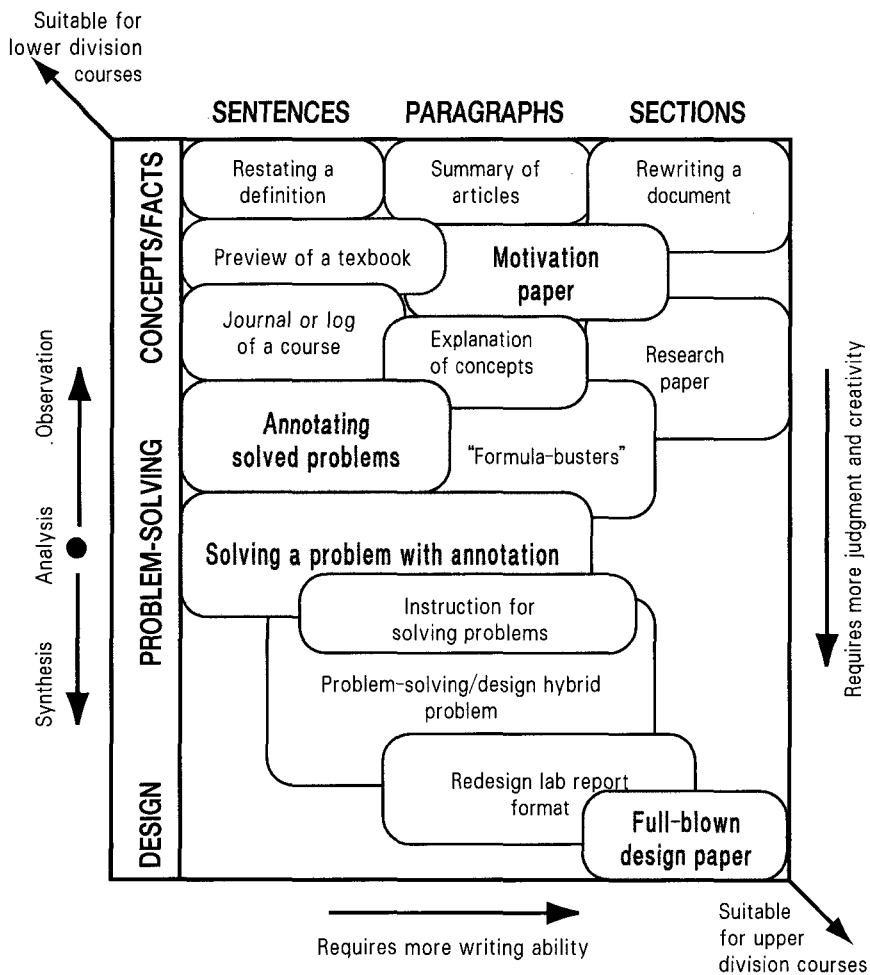 Suitable for
lower division
courses
SENTENCES
PARAGRAPHS
SECTIONS
CONCEPTS/FACTS
Restating a
definition
Summary of
articles
Rewriting a
document
Preview of a texbook
Motivation
paper
Journal or log
of a course
Explanation
of concepts
Research
paper
Observation
Analysis
Synthesis
PROBLEM-SOLVING
Annotating
solved problems
"Formula-busters"
Solving a problem with annotation
Instruction for
solving problems
Problem-solving/design hybrid
problem
DESIGN
Redesign lab report
format
Full-blown
design paper
Requires more judgment and creativity
Requires more writing ability
Suitable
for upper
division courses